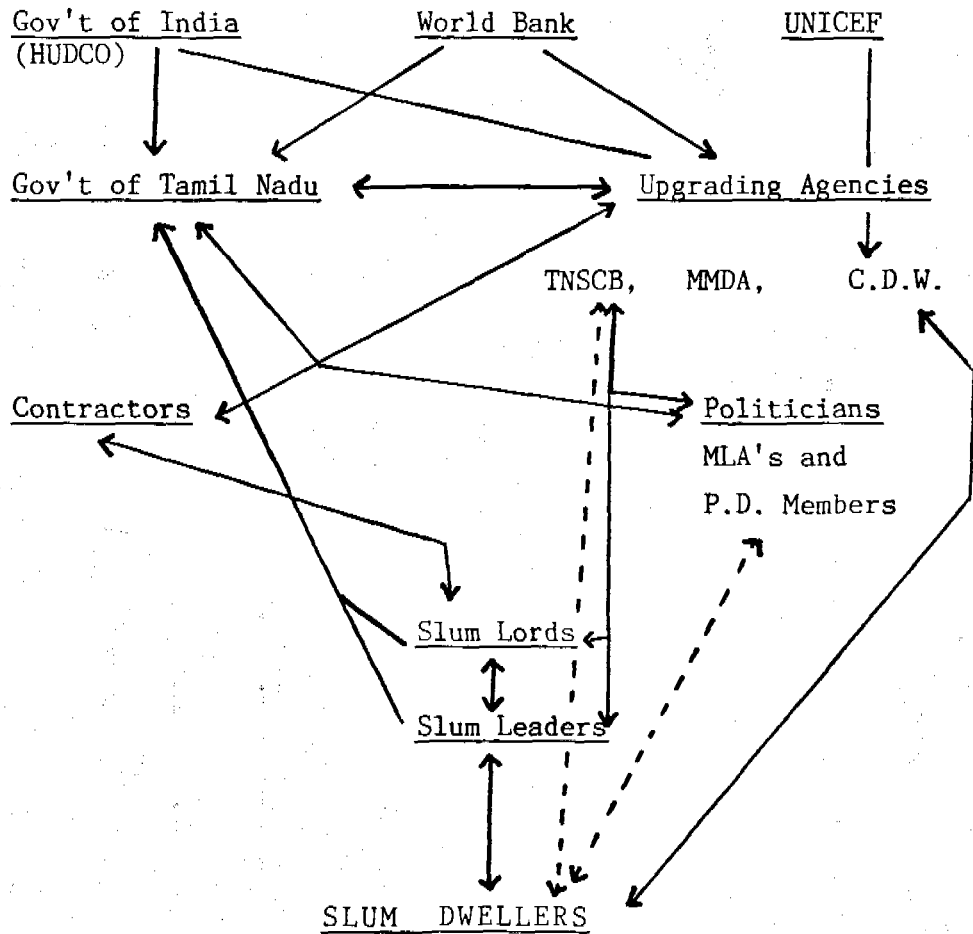 Gov't of India World Bank UNICEF
(HUDCO)
Gov't of Tamil Nadu Upgrading Agencies
TNSCB, MMDA, C.D.W.
Contractors Politicians
MLA's and
P.D. Members
Slum Lords
Slum Leaders
SLUM DWELLERS